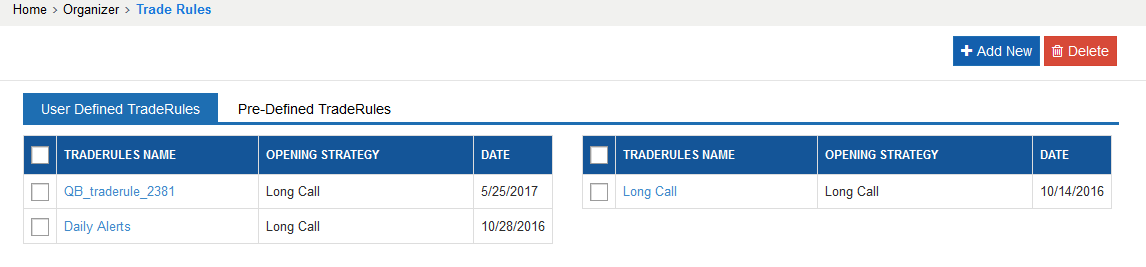 Home > Organizer > Trade Rules
Add New Delete
User Defined TradeRules Pre-Defined TradeRules
TRADERULES NAME OPENING STRATEGY DATE
QB_traderule_2381 Long Call 5/25/2017
Daily Alerts Long Call 10/28/2016
TRADERULES NAME OPENING STRATEGY DATE
Long Call Long Call 10/14/2016